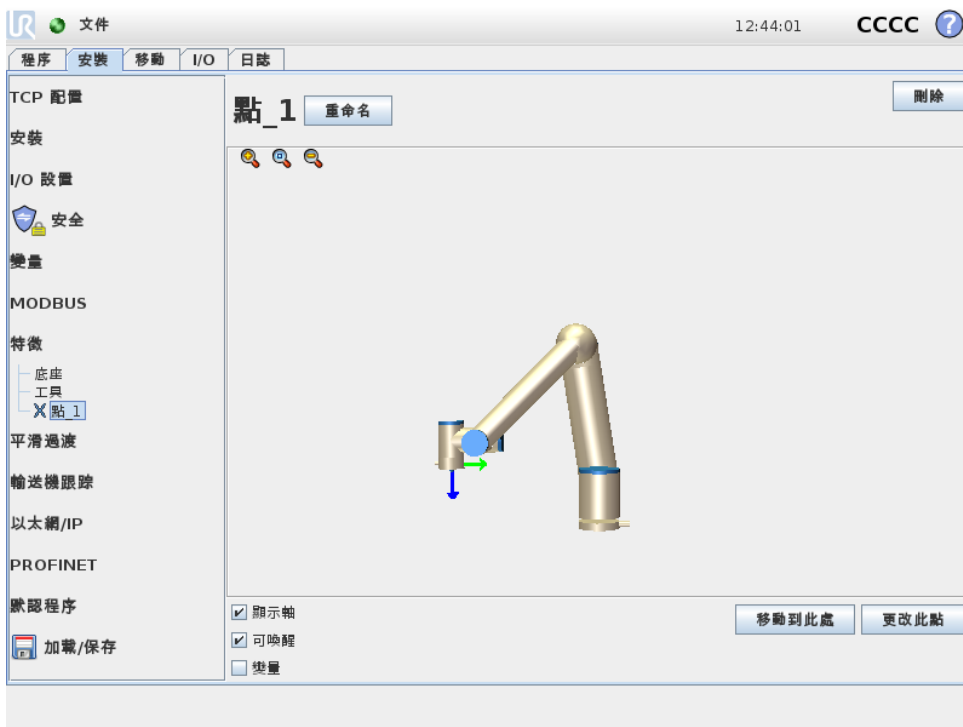 UR 文件 12:44:01 CCCC ?
程序 安裝 移動 I/O 日誌
TCP 配置
安裝
I/O 設置
安全
變量
MODBUS
特徵
底座
工具
點_1
平滑過渡
輸送機跟踪
以太網/IP
PROFINET
默認程序
加載/保存
點_1 重命名 刪除
顯示軸
可喚醒
變量
移動到此處 更改此點